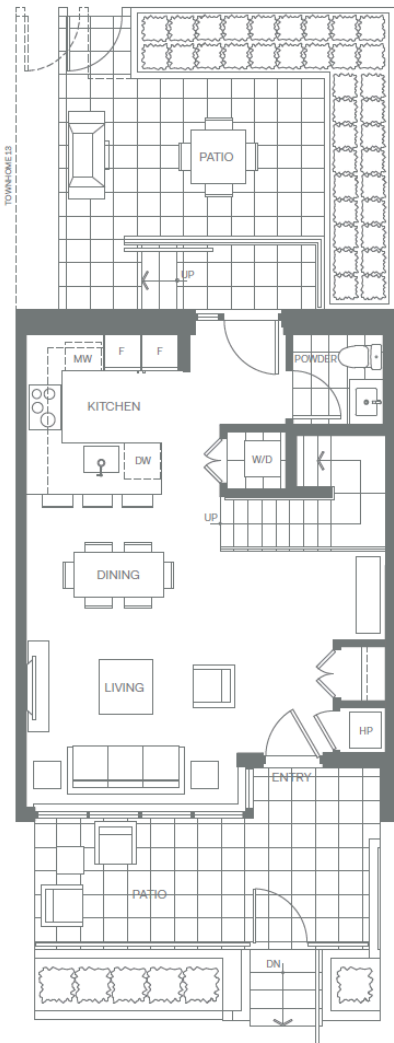 TOWNHOME 13
PATIO
UP
MW
F
F
POWDER
KITCHEN
DW
W/D
UP
DINING
LIVING
HP
ENTRY
PATIO
DN